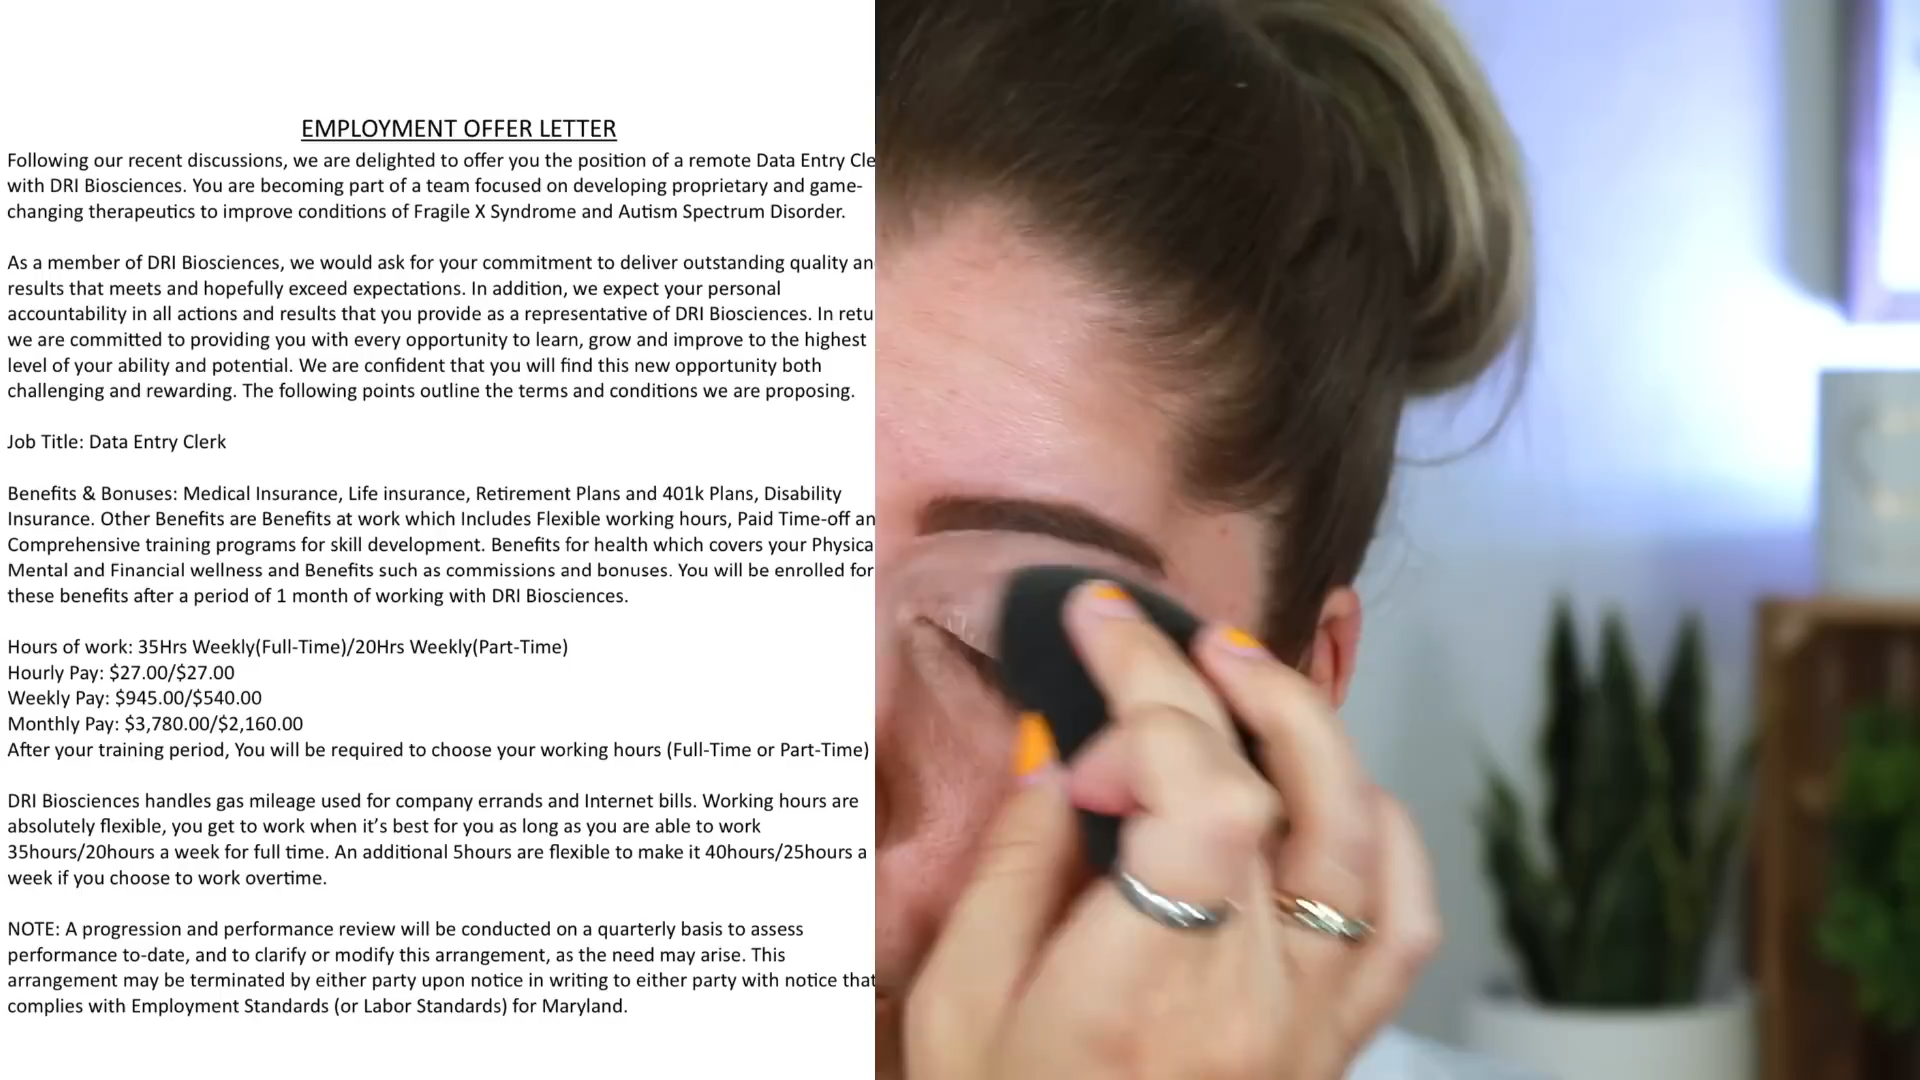 EMPLOYMENT OFFER LETTER
Following our recent discussions, we are delighted to offer you the position of a remote Data Entry Cle
with DRI Biosciences. You are becoming part of a team focused on developing proprietary and game-
changing therapeutics to improve conditions of Fragile X Syndrome and Autism Spectrum Disorder.
As a member of DRI Biosciences, we would ask for your commitment to deliver outstanding quality an
results that meets and hopefully exceed expectations. In addition, we expect your personal
accountability in all actions and results that you provide as a representative of DRI Biosciences. In retu
we are committed to providing you with every opportunity to learn, grow and improve to the highest
level of your ability and potential. We are confident that you will find this new opportunity both
challenging and rewarding. The following points outline the terms and conditions we are proposing.
Job Title: Data Entry Clerk
Benefits & Bonuses: Medical Insurance, Life insurance, Retirement Plans and 401k Plans, Disability
Insurance. Other Benefits are Benefits at work which Includes Flexible working hours, Paid Time-off an
Comprehensive training programs for skill development. Benefits for health which covers your Physica
Mental and Financial wellness and Benefits such as commissions and bonuses. You will be enrolled for
these benefits after a period of 1 month of working with DRI Biosciences.
Hours of work: 35Hrs Weekly(Full-Time)/20Hrs Weekly(Part-Time)
Hourly Pay: $27.00/$27.00
Weekly Pay: $945.00/$540.00
Monthly Pay: $3,780.00/$2,160.00
After your training period, You will be required to choose your working hours (Full-Time or Part-Time)
DRI Biosciences handles gas mileage used for company errands and Internet bills. Working hours are
absolutely flexible, you get to work when it’s best for you as long as you are able to work
35hours/20hours a week for full time. An additional 5hours are flexible to make it 40hours/25hours a
week if you choose to work overtime.
NOTE: A progression and performance review will be conducted on a quarterly basis to assess
performance to-date, and to clarify or modify this arrangement, as the need may arise. This
arrangement may be terminated by either party upon notice in writing to either party with notice that
complies with Employment Standards (or Labor Standards) for Maryland.